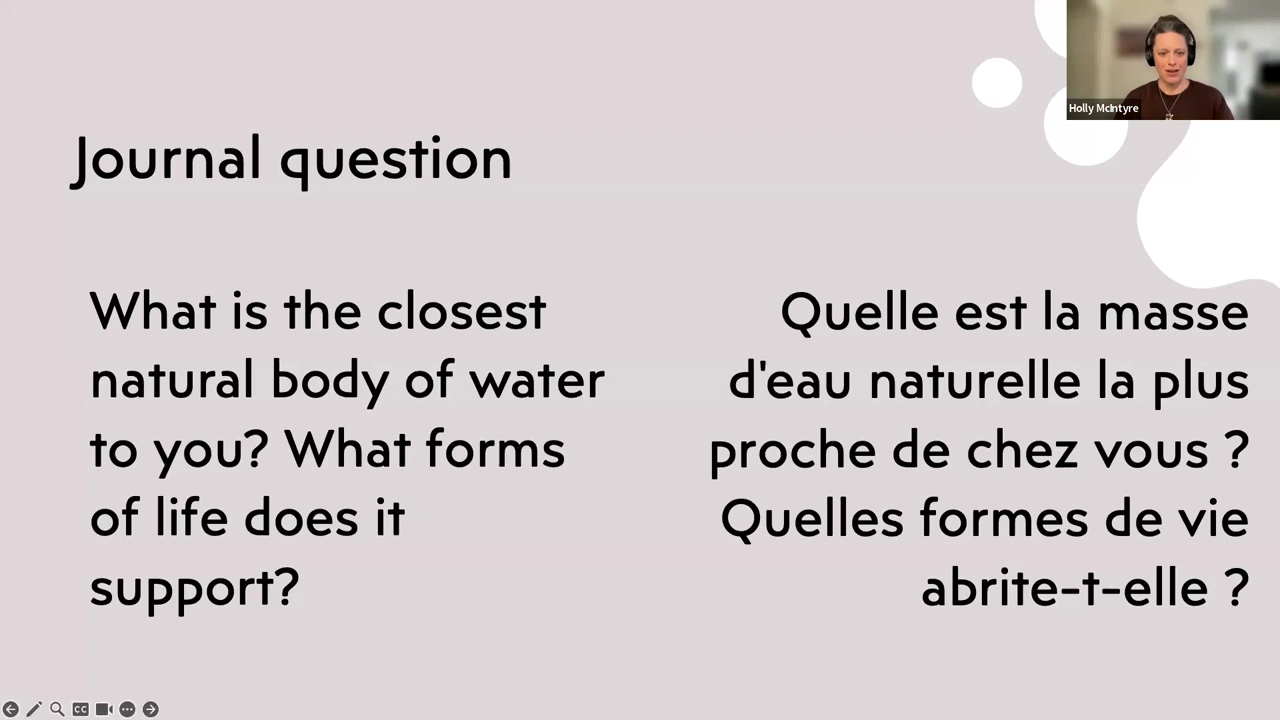 Holly McIntyre
Journal question
What is the closest
natural body of water
to you? What forms
of life does it
support?
Quelle est la masse
d'eau naturelle la plus
proche de chez vous ?
Quelles formes de vie
abrite-t-elle ?
CC